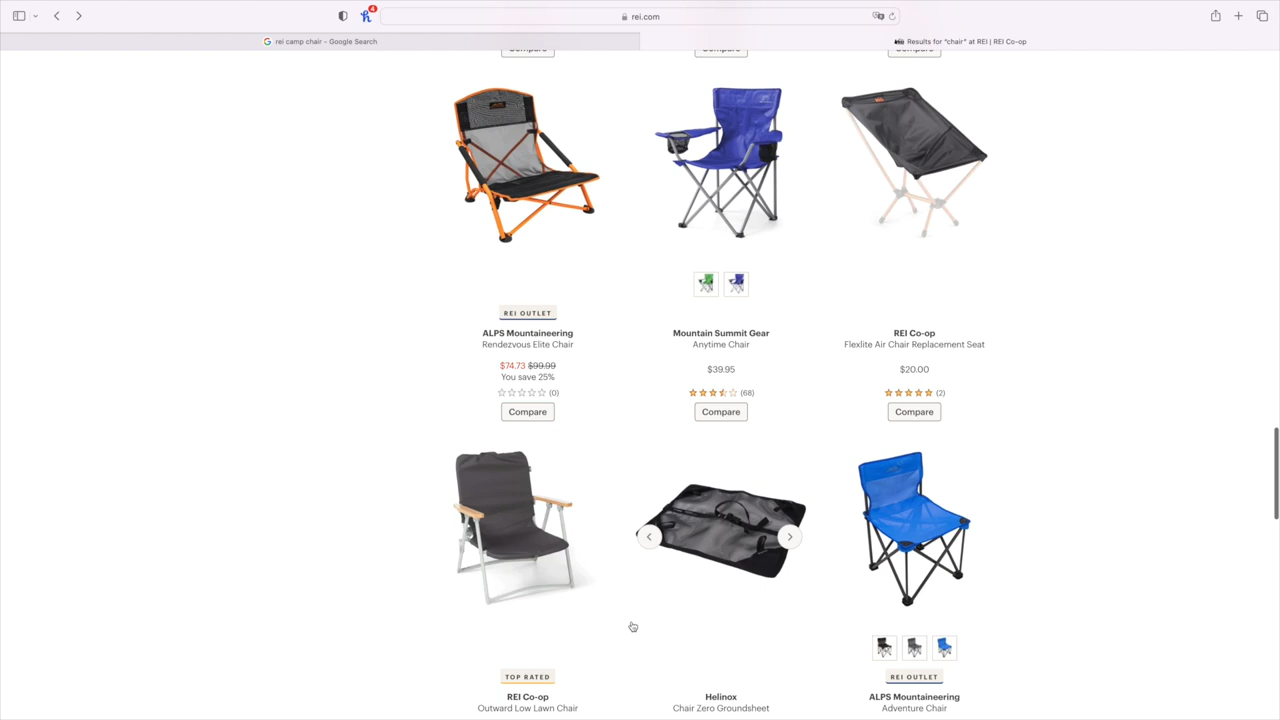 4
rei.com
rei camp chair – Google Search
Results for "chair" at REI | REI Co-op
Compare
Compare
Compare
REI OUTLET
ALPS Mountaineering
Rendezvous Elite Chair
$74.73 $99.99
You save 25%
(0)
Compare
Mountain Summit Gear
Anytime Chair
$39.95
(68)
Compare
REI Co-op
Flexlite Air Chair Replacement Seat
$20.00
(2)
Compare
TOP RATED
REI Co-op
Outward Low Lawn Chair
Helinox
Chair Zero Groundsheet
REI OUTLET
ALPS Mountaineering
Adventure Chair